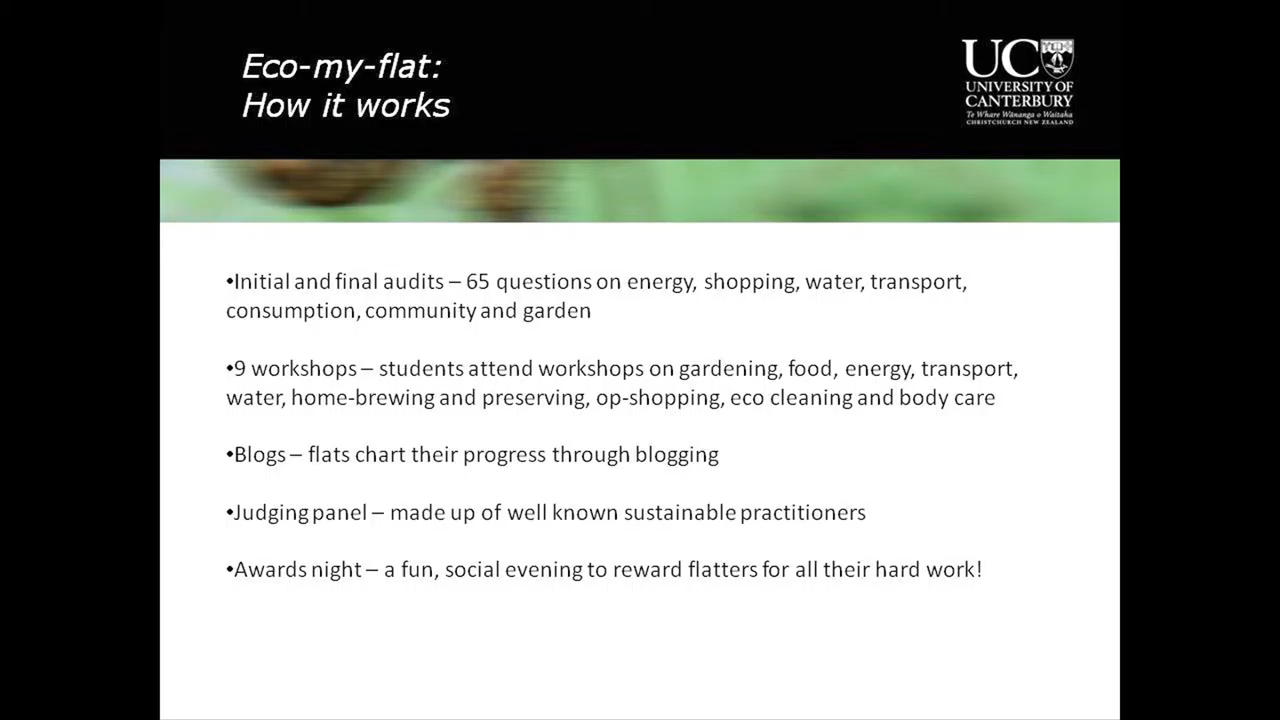 Eco-my-flat:
How it works
UC
UNIVERSITY OF
CANTERBURY
Te Whare Wānanga o Waitaha
CHRISTCHURCH NEW ZEALAND
•Initial and final audits – 65 questions on energy, shopping, water, transport,
consumption, community and garden
•9 workshops – students attend workshops on gardening, food, energy, transport,
water, home-brewing and preserving, op-shopping, eco cleaning and body care
•Blogs – flats chart their progress through blogging
•Judging panel – made up of well known sustainable practitioners
•Awards night – a fun, social evening to reward flatters for all their hard work!